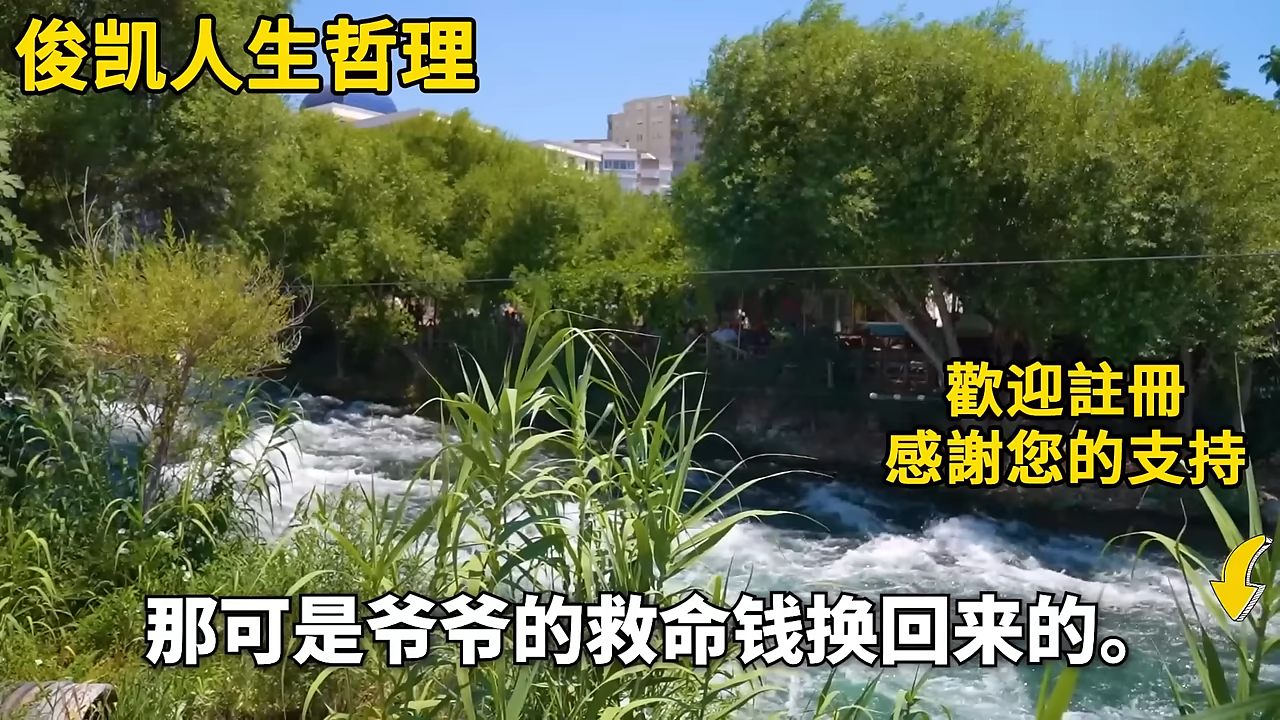 俊凯人生哲理
歡迎註冊
感謝您的支持
那可是爷爷的救命钱换回来的。